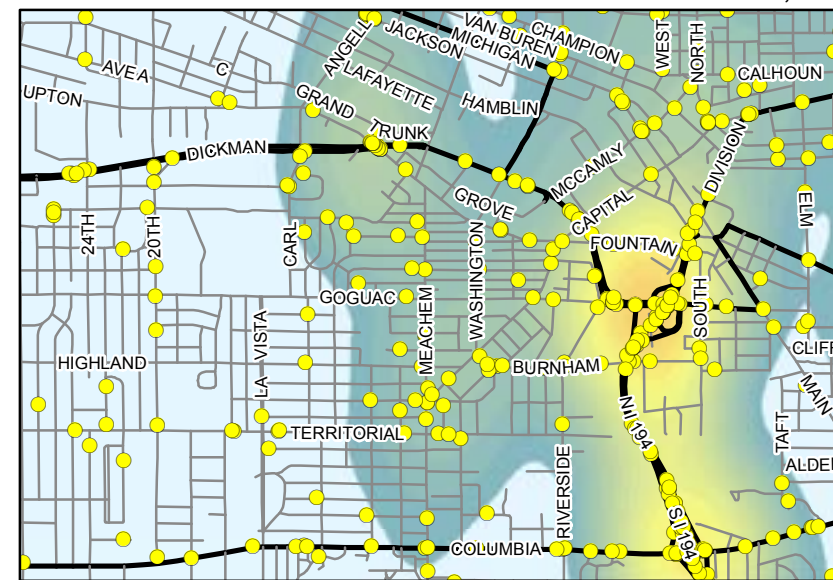 ANGELL
JACKSON
VAN BUREN
MICHIGAN
CHAMPION
WEST
NORTH
CALHOUN
AVE A
C
UPTON
LAFAYETTE
GRAND TRUNK
HAMBLIN
DICKMAN
MCCAMLY
DIVISION
GROVE
CAPITAL
ELM
24TH
20TH
CARL
WASHINGTON
FOUNTAIN
GOGUAC
SOUTH
LA VISTA
MEACHEM
HIGHLAND
BURNHAM
CLIFF
MAIN
TERRITORIAL
N I 194
TAFT
RIVERSIDE
ALDEN
S I 194
COLUMBIA